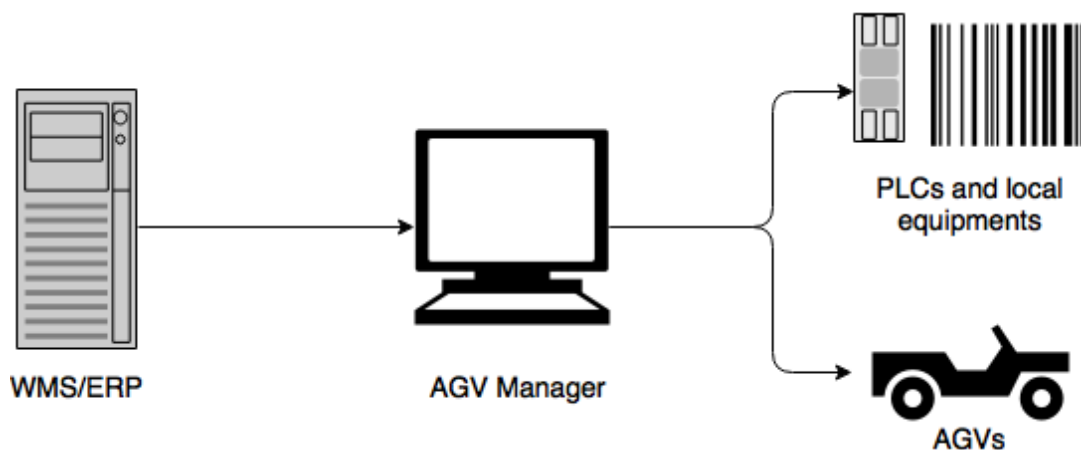 PLCs and local
equipments
WMS/ERP
AGV Manager
AGVs